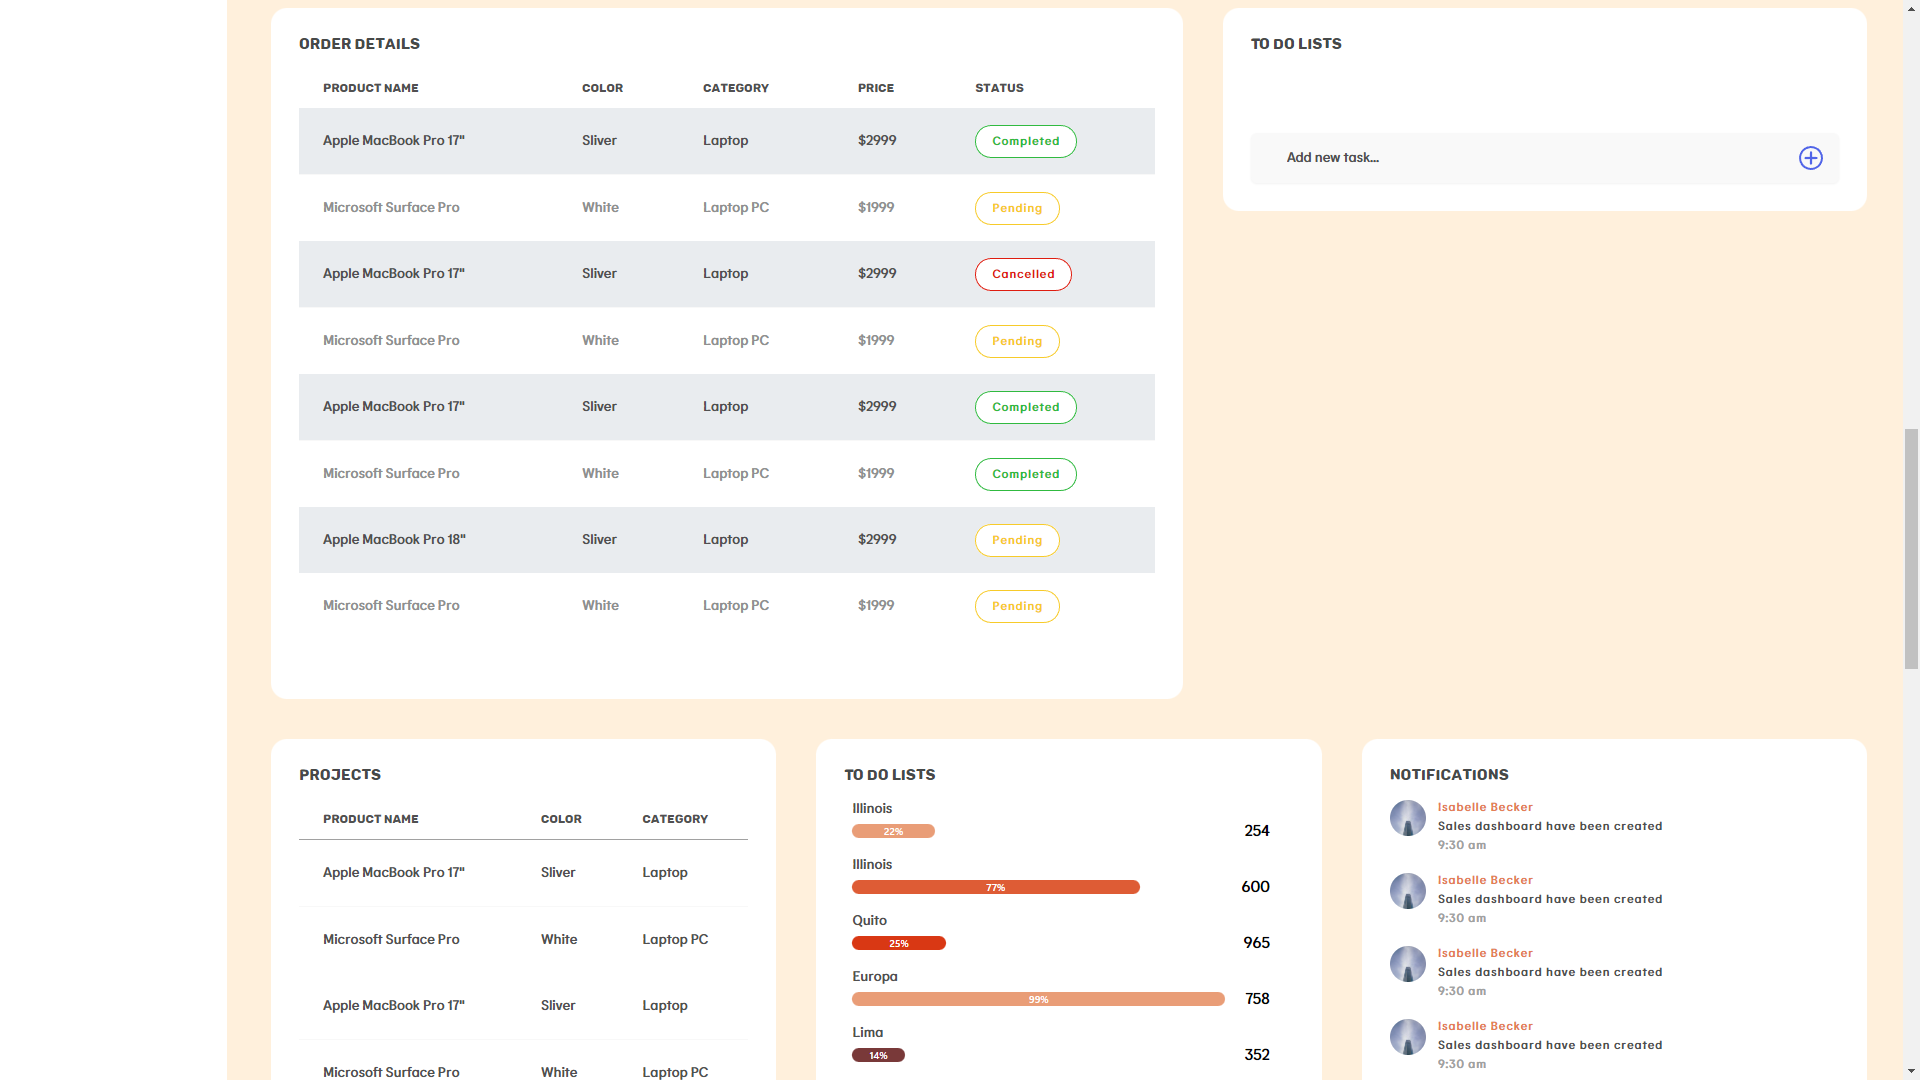 ORDER DETAILS
PRODUCT NAME COLOR CATEGORY PRICE STATUS
Apple MacBook Pro 17" Sliver Laptop $2999 Completed
Microsoft Surface Pro White Laptop PC $1999 Pending
Apple MacBook Pro 17" Sliver Laptop $2999 Cancelled
Microsoft Surface Pro White Laptop PC $1999 Pending
Apple MacBook Pro 17" Sliver Laptop $2999 Completed
Microsoft Surface Pro White Laptop PC $1999 Completed
Apple MacBook Pro 18" Sliver Laptop $2999 Pending
Microsoft Surface Pro White Laptop PC $1999 Pending
TO DO LISTS
Add new task...
PROJECTS
PRODUCT NAME COLOR CATEGORY
Apple MacBook Pro 17" Sliver Laptop
Microsoft Surface Pro White Laptop PC
Apple MacBook Pro 17" Sliver Laptop
Microsoft Surface Pro White Laptop PC
TO DO LISTS
Illinois
22% 254
Illinois
77% 600
Quito
25% 965
Europa
99% 758
Lima
14% 352
NOTIFICATIONS
Isabelle Becker
Sales dashboard have been created
9:30 am
Isabelle Becker
Sales dashboard have been created
9:30 am
Isabelle Becker
Sales dashboard have been created
9:30 am
Isabelle Becker
Sales dashboard have been created
9:30 am